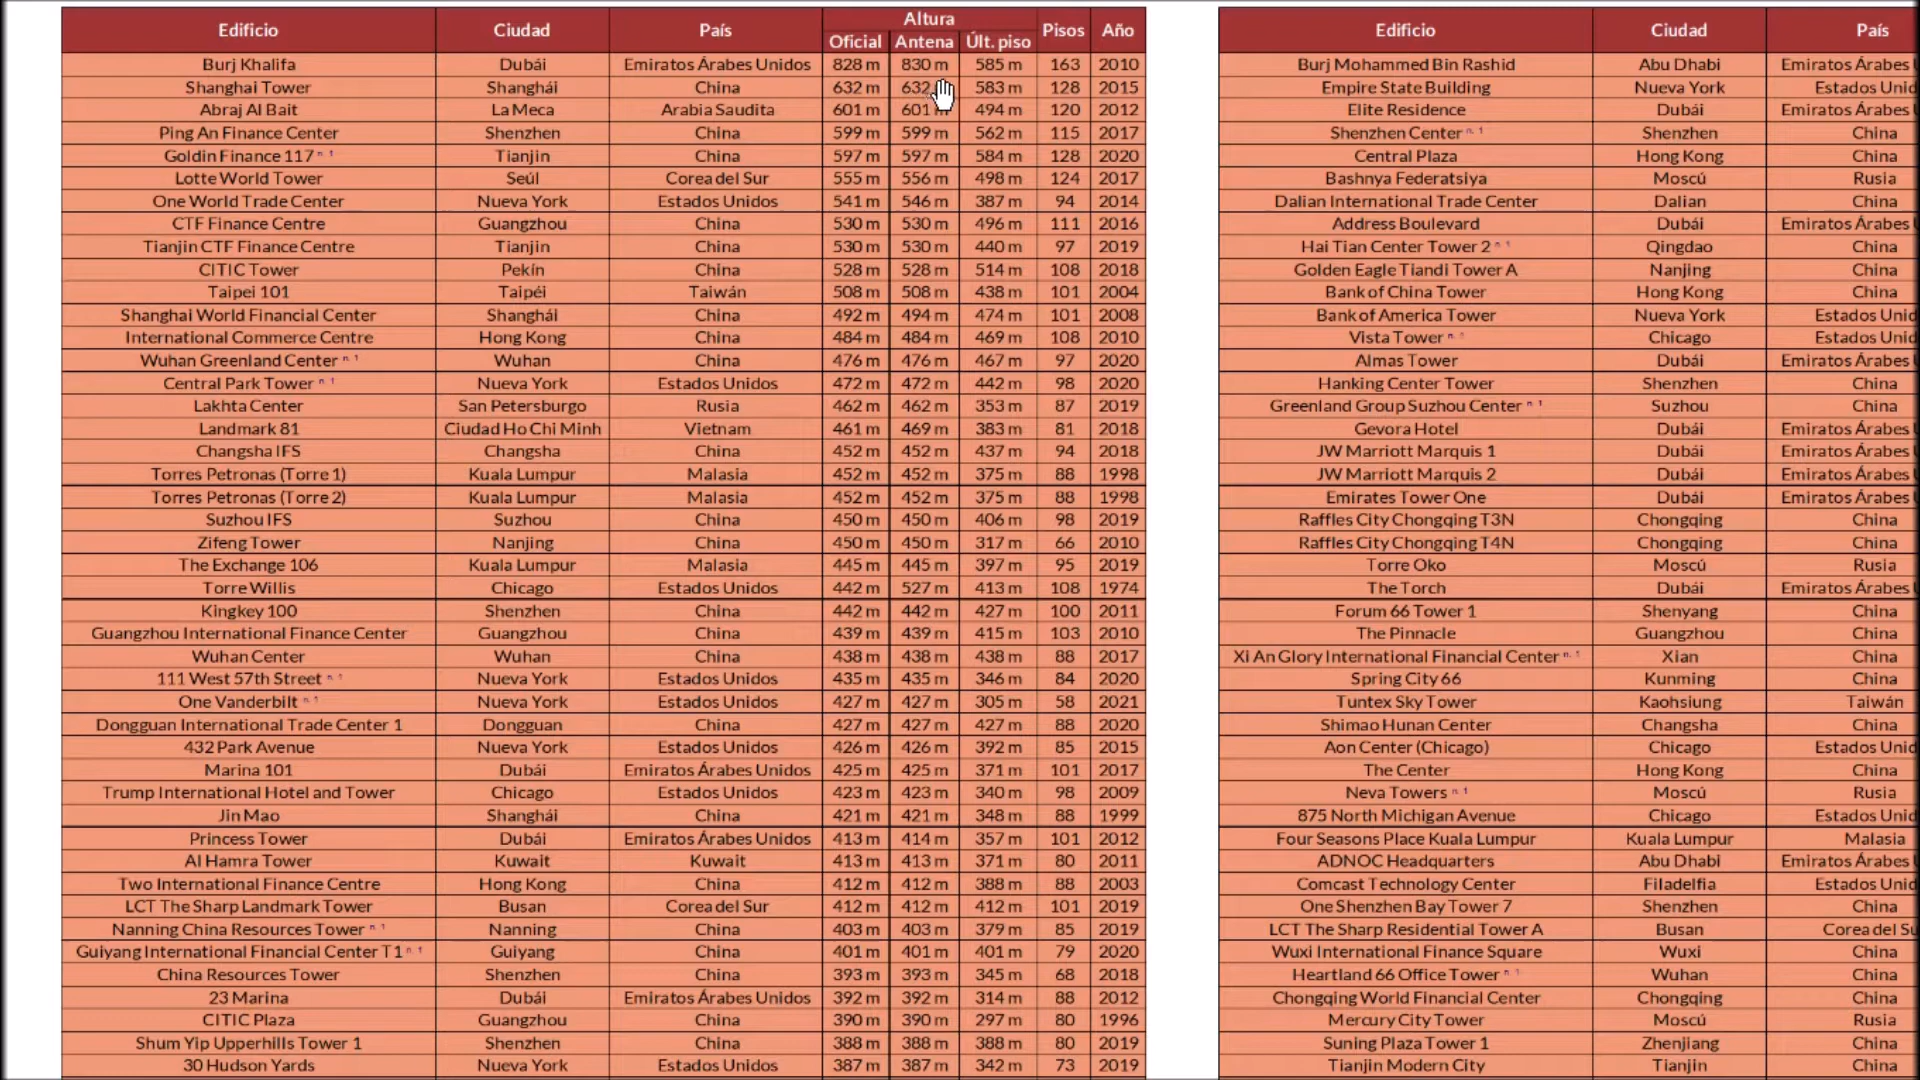 Edificio Ciudad País Altura Pisos Año
Oficial Antena Últ. piso
Burj Khalifa Dubái Emiratos Árabes Unidos 828 m 830 m 585 m 163 2010
Shanghai Tower Shanghái China 632 m 632 583 m 128 2015
Abraj Al Bait La Meca Arabia Saudita 601 m 601 m 494 m 120 2012
Ping An Finance Center Shenzhen China 599 m 599 m 562 m 115 2017
Goldin Finance 117 n. 1 Tianjin China 597 m 597 m 584 m 128 2020
Lotte World Tower Seúl Corea del Sur 555 m 556 m 498 m 124 2017
One World Trade Center Nueva York Estados Unidos 541 m 546 m 387 m 94 2014
CTF Finance Centre Guangzhou China 530 m 530 m 496 m 111 2016
Tianjin CTF Finance Centre Tianjin China 530 m 530 m 440 m 97 2019
CITIC Tower Pekín China 528 m 528 m 514 m 108 2018
Taipei 101 Taipéi Taiwán 508 m 508 m 438 m 101 2004
Shanghai World Financial Center Shanghái China 492 m 494 m 474 m 101 2008
International Commerce Centre Hong Kong China 484 m 484 m 469 m 108 2010
Wuhan Greenland Center n. 1 Wuhan China 476 m 476 m 467 m 97 2020
Central Park Tower n. 1 Nueva York Estados Unidos 472 m 472 m 442 m 98 2020
Lakhta Center San Petersburgo Rusia 462 m 462 m 353 m 87 2019
Landmark 81 Ciudad Ho Chi Minh Vietnam 461 m 469 m 383 m 81 2018
Changsha IFS Changsha China 452 m 452 m 437 m 94 2018
Torres Petronas (Torre 1) Kuala Lumpur Malasia 452 m 452 m 375 m 88 1998
Torres Petronas (Torre 2) Kuala Lumpur Malasia 452 m 452 m 375 m 88 1998
Suzhou IFS Suzhou China 450 m 450 m 406 m 98 2019
Zifeng Tower Nanjing China 450 m 450 m 317 m 66 2010
The Exchange 106 Kuala Lumpur Malasia 445 m 445 m 397 m 95 2019
Torre Willis Chicago Estados Unidos 442 m 527 m 413 m 108 1974
Kingkey 100 Shenzhen China 442 m 442 m 427 m 100 2011
Guangzhou International Finance Center Guangzhou China 439 m 439 m 415 m 103 2010
Wuhan Center Wuhan China 438 m 438 m 438 m 88 2017
111 West 57th Street n. 1 Nueva York Estados Unidos 435 m 435 m 346 m 84 2020
One Vanderbilt n. 1 Nueva York Estados Unidos 427 m 427 m 305 m 58 2021
Dongguan International Trade Center 1 Dongguan China 427 m 427 m 427 m 88 2020
432 Park Avenue Nueva York Estados Unidos 426 m 426 m 392 m 85 2015
Marina 101 Dubái Emiratos Árabes Unidos 425 m 425 m 371 m 101 2017
Trump International Hotel and Tower Chicago Estados Unidos 423 m 423 m 340 m 98 2009
Jin Mao Shanghái China 421 m 421 m 348 m 88 1999
Princess Tower Dubái Emiratos Árabes Unidos 413 m 414 m 357 m 101 2012
Al Hamra Tower Kuwait Kuwait 413 m 413 m 371 m 80 2011
Two International Finance Centre Hong Kong China 412 m 412 m 388 m 88 2003
LCT The Sharp Landmark Tower Busan Corea del Sur 412 m 412 m 412 m 101 2019
Nanning China Resources Tower n. 1 Nanning China 403 m 403 m 379 m 85 2019
Guiyang International Financial Center T1 n. 1 Guiyang China 401 m 401 m 401 m 79 2020
China Resources Tower Shenzhen China 393 m 393 m 345 m 68 2018
23 Marina Dubái Emiratos Árabes Unidos 392 m 392 m 314 m 88 2012
CITIC Plaza Guangzhou China 390 m 390 m 297 m 80 1996
Shum Yip Upperhills Tower 1 Shenzhen China 388 m 388 m 388 m 80 2019
30 Hudson Yards Nueva York Estados Unidos 387 m 387 m 342 m 73 2019
Edificio Ciudad País
Burj Mohammed Bin Rashid Abu Dhabi Emiratos Árabes
Empire State Building Nueva York Estados Unid
Elite Residence Dubái Emiratos Árabes
Shenzhen Center n. 1 Shenzhen China
Central Plaza Hong Kong China
Bashnya Federatsiya Moscú Rusia
Dalian International Trade Center Dalian China
Address Boulevard Dubái Emiratos Árabes
Hai Tian Center Tower 2 n. 1 Qingdao China
Golden Eagle Tiandi Tower A Nanjing China
Bank of China Tower Hong Kong China
Bank of America Tower Nueva York Estados Unid
Vista Tower n. 1 Chicago Estados Unid
Almas Tower Dubái Emiratos Árabes
Hanking Center Tower Shenzhen China
Greenland Group Suzhou Center n. 1 Suzhou China
Gevora Hotel Dubái Emiratos Árabes
JW Marriott Marquis 1 Dubái Emiratos Árabes
JW Marriott Marquis 2 Dubái Emiratos Árabes
Emirates Tower One Dubái Emiratos Árabes
Raffles City Chongqing T3N Chongqing China
Raffles City Chongqing T4N Chongqing China
Torre Oko Moscú Rusia
The Torch Dubái Emiratos Árabes
Forum 66 Tower 1 Shenyang China
The Pinnacle Guangzhou China
Xi An Glory International Financial Center n. 1 Xian China
Spring City 66 Kunming China
Tuntex Sky Tower Kaohsiung Taiwán
Shimao Hunan Center Changsha China
Aon Center (Chicago) Chicago Estados Unid
The Center Hong Kong China
Neva Towers n. 1 Moscú Rusia
875 North Michigan Avenue Chicago Estados Unid
Four Seasons Place Kuala Lumpur Kuala Lumpur Malasia
ADNOC Headquarters Abu Dhabi Emiratos Árabes
Comcast Technology Center Filadelfia Estados Unid
One Shenzhen Bay Tower 7 Shenzhen China
LCT The Sharp Residential Tower A Busan Corea del Su
Wuxi International Finance Square Wuxi China
Heartland 66 Office Tower n. 1 Wuhan China
Chongqing World Financial Center Chongqing China
Mercury City Tower Moscú Rusia
Suning Plaza Tower 1 Zhenjiang China
Tianjin Modern City Tianjin China